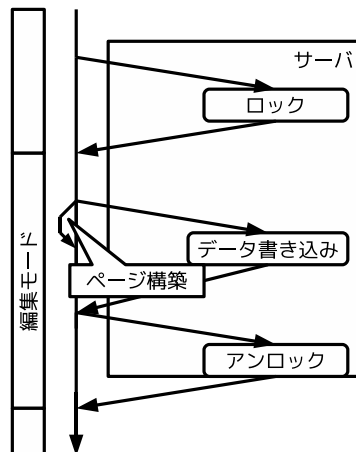 サーバ
ロック
編集モード
データ書き込み
ページ構築
アンロック